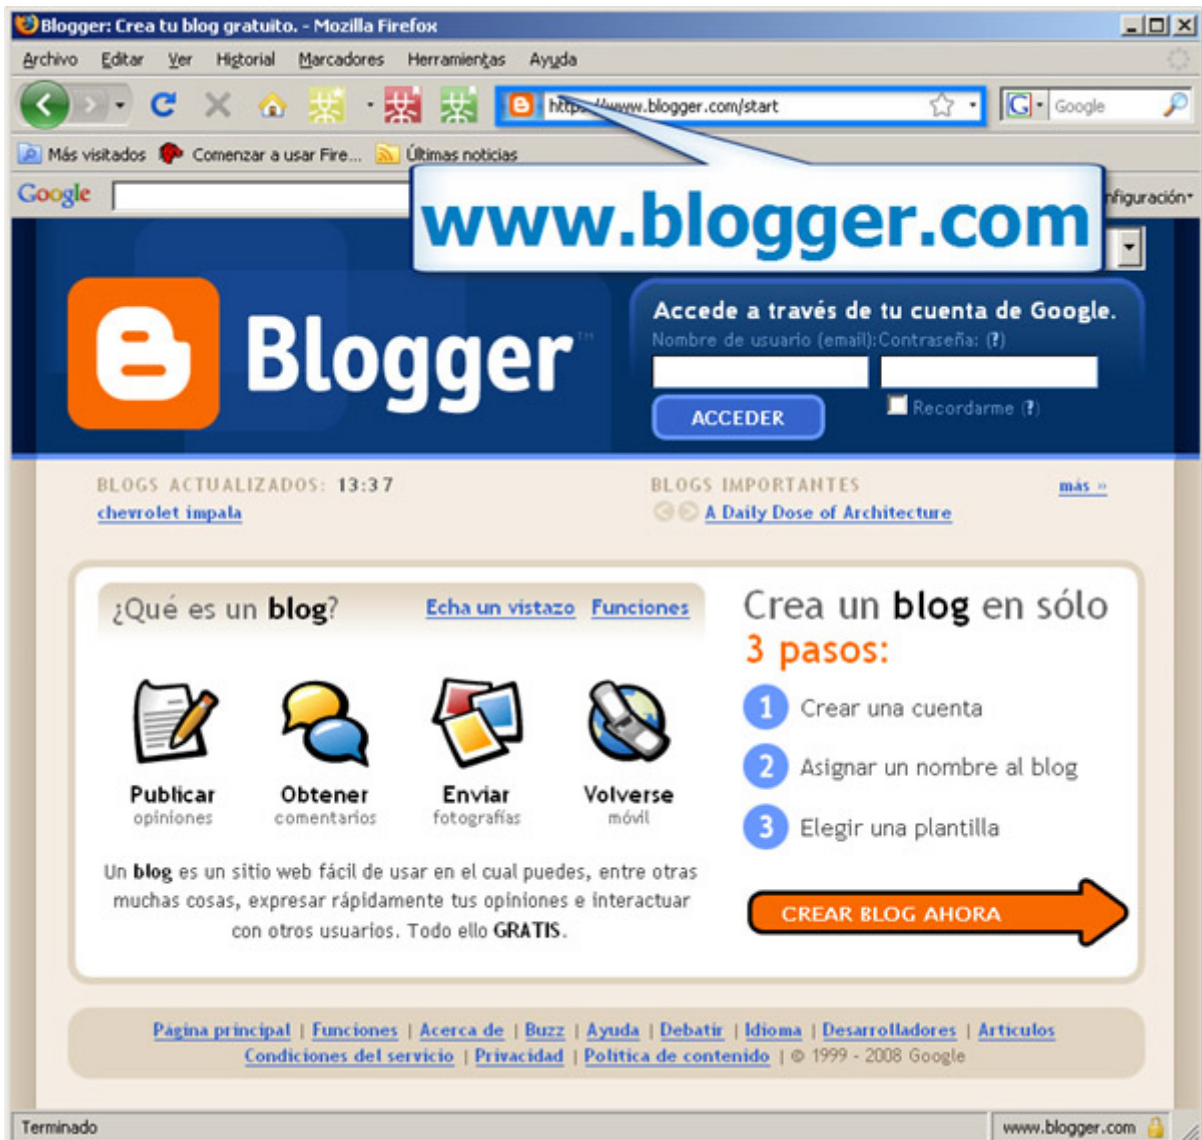 Blogger: Crea tu blog gratuito. - Mozilla Firefox
Archivo Editar Ver Historial Marcadores Herramientas Ayuda
https://www.blogger.com/start
Google
Más visitados Comenzar a usar Fire... Últimas noticias
Google
nfiguración
www.blogger.com
Blogger™
Accede a través de tu cuenta de Google.
Nombre de usuario (email): Contraseña: (?)
ACCEDER
Recordarme (?)
BLOGS ACTUALIZADOS: 13:37
chevrolet impala
BLOGS IMPORTANTES
más »
A Daily Dose of Architecture
¿Qué es un blog?
Echa un vistazo Funciones
Publicar
opiniones
Obtener
comentarios
Enviar
fotografías
Volverse
móvil
Un blog es un sitio web fácil de usar en el cual puedes, entre otras
muchas cosas, expresar rápidamente tus opiniones e interactuar
con otros usuarios. Todo ello GRATIS.
Crea un blog en sólo
3 pasos:
1 Crear una cuenta
2 Asignar un nombre al blog
3 Elegir una plantilla
CREAR BLOG AHORA
Página principal | Funciones | Acerca de | Buzz | Ayuda | Debatir | Idioma | Desarrolladores | Artículos
Condiciones del servicio | Privacidad | Política de contenido | © 1999 - 2008 Google
Terminado
www.blogger.com